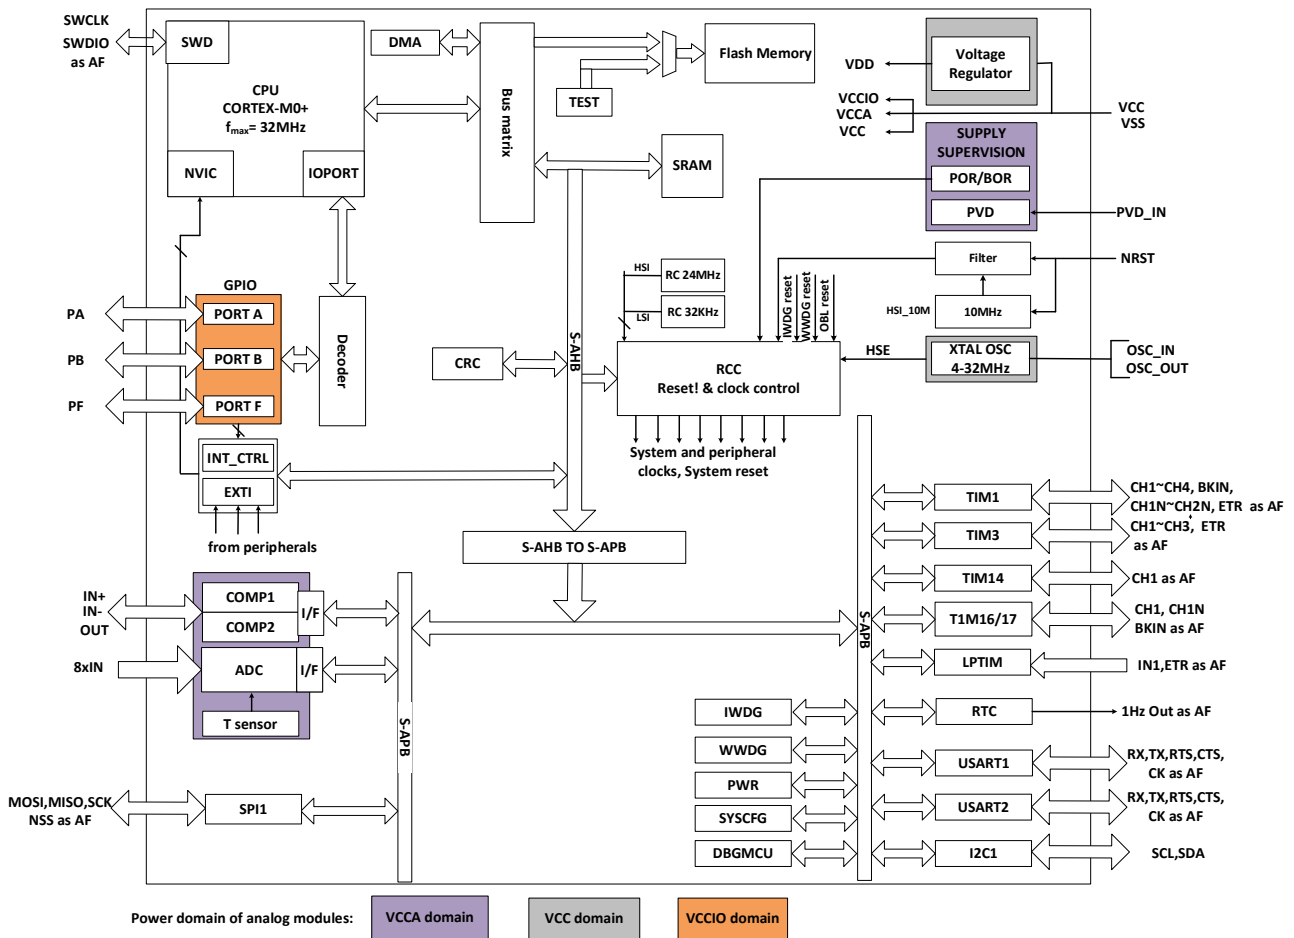 SWCLK
SWDIO
as AF
SWD
CPU
CORTEX-M0+
fmax= 32MHz
NVIC
IOPORT
DMA
Bus matrix
TEST
Flash Memory
SRAM
Voltage
Regulator
VDD
VCCIO
VCCA
VCC
VCC
VSS
SUPPLY
SUPERVISION
POR/BOR
PVD
PVD_IN
Filter
NRST
HSI_10M
10MHz
XTAL OSC
4-32MHz
HSE
OSC_IN
OSC_OUT
HSI
RC 24MHz
LSI
RC 32KHz
IWDG reset
WWDG reset
OBL reset
RCC
Reset! & clock control
System and peripheral
clocks, System reset
GPIO
PA
PORT A
PB
PORT B
PF
PORT F
Decoder
CRC
S-AHB
INT_CTRL
EXTI
from peripherals
S-AHB TO S-APB
IN+
IN-
OUT
COMP1
COMP2
I/F
8xIN
ADC
I/F
T sensor
S-APB
MOSI,MISO,SCK
NSS as AF
SPI1
S-APB
IWDG
WWDG
PWR
SYSCFG
DBGMCU
TIM1
CH1~CH4, BKIN,
CH1N~CH2N, ETR as AF
TIM3
CH1~CH3, ETR
as AF
TIM14
CH1 as AF
T1M16/17
CH1, CH1N
BKIN as AF
LPTIM
IN1,ETR as AF
RTC
1Hz Out as AF
USART1
RX,TX,RTS,CTS,
CK as AF
USART2
RX,TX,RTS,CTS,
CK as AF
I2C1
SCL,SDA
Power domain of analog modules:
VCCA domain
VCC domain
VCCIO domain